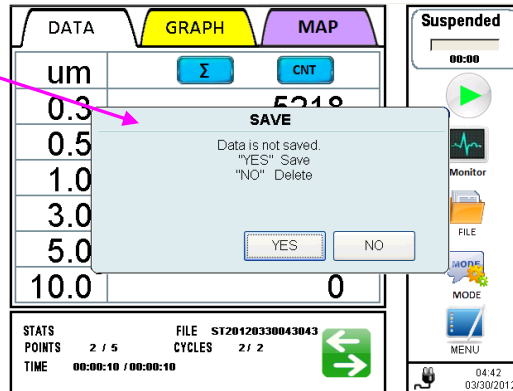 DATA
GRAPH
MAP
um
Σ
CNT
0.3
0.5
1.0
3.0
5.0
10.0
0
SAVE
Data is not saved.
"YES" Save
"NO" Delete
YES
NO
STATS
FILE ST20120330043043
POINTS 2 / 5
CYCLES 2 / 2
TIME 00:00:10 / 00:00:10
Suspended
00:00
Monitor
FILE
MODE
MODE
MENU
04:42
03/30/2012